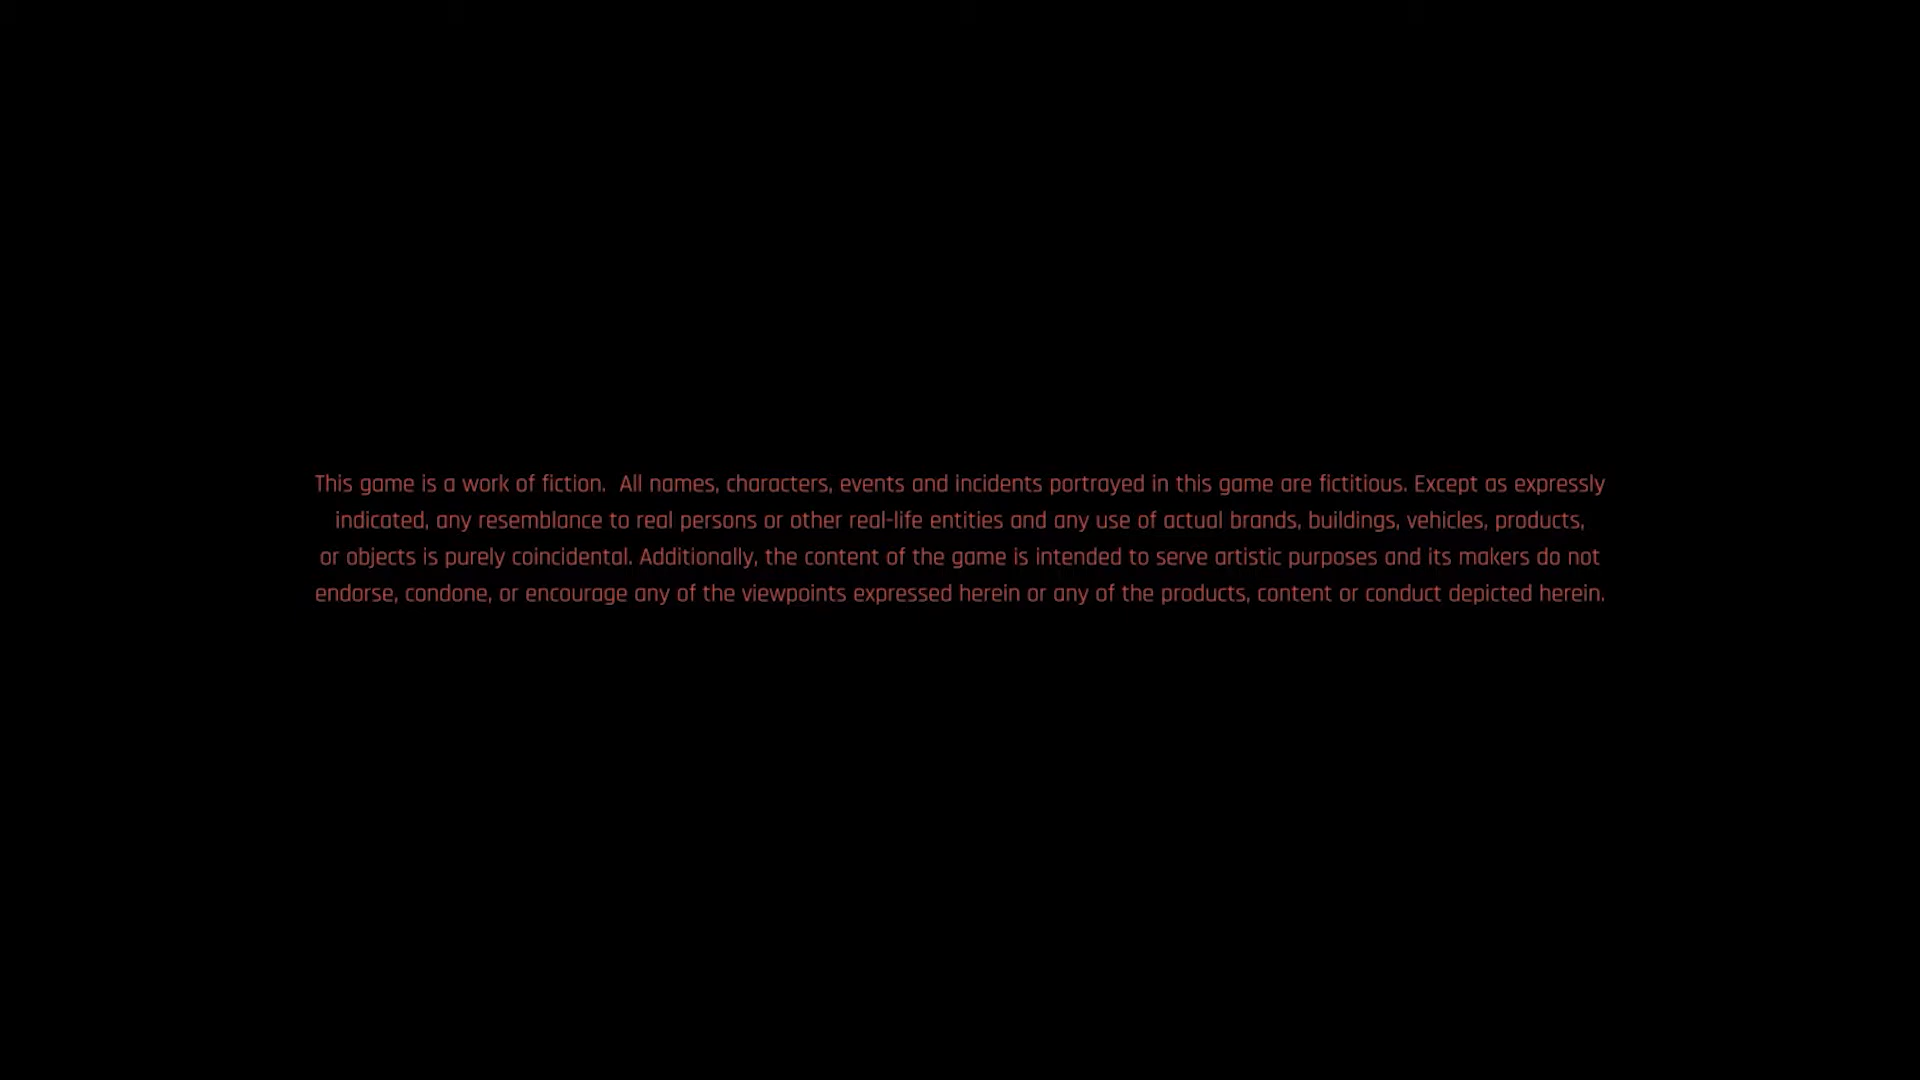 This game is a work of fiction.  All names, characters, events and incidents portrayed in this game are fictitious. Except as expressly
indicated, any resemblance to real persons or other real-life entities and any use of actual brands, buildings, vehicles, products,
or objects is purely coincidental. Additionally, the content of the game is intended to serve artistic purposes and its makers do not
endorse, condone, or encourage any of the viewpoints expressed herein or any of the products, content or conduct depicted herein.